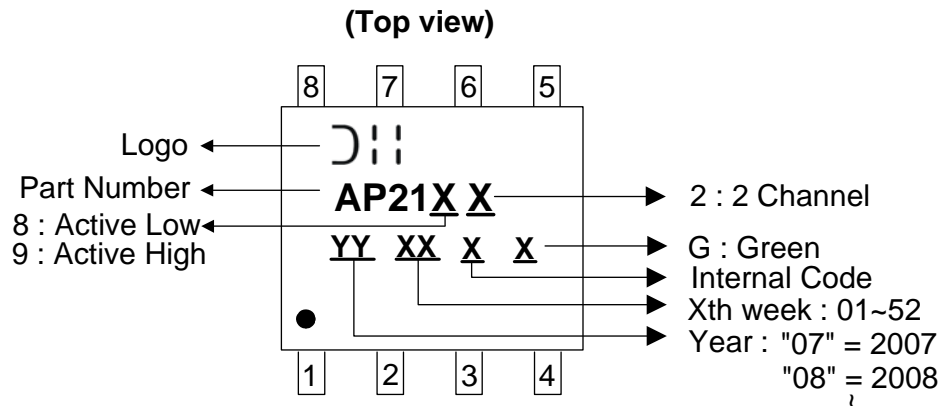 (Top view)
8 7 6 5
Logo
Part Number
AP21X X
2 : 2 Channel
8 : Active Low
9 : Active High
YY XX X X
G : Green
Internal Code
Xth week : 01~52
Year : "07" = 2007
"08" = 2008
~
1 2 3 4